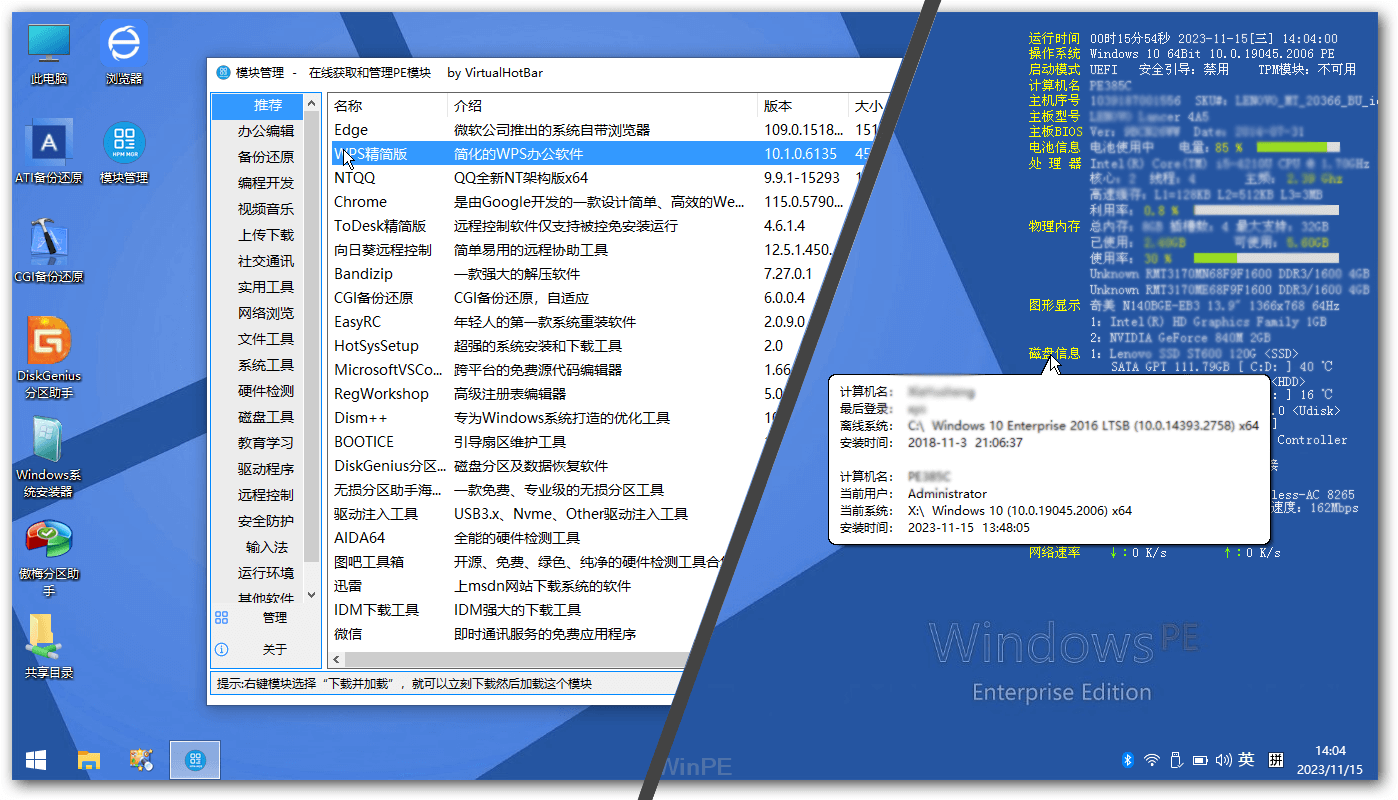 此电脑
浏览器
ATI备份还原
HPM MGR
模块管理
CGI备份还原
DiskGenius
分区助手
Windows系
统安装器
傲梅分区助
手
共享目录
模块管理 - 在线获取和管理PE模块 by VirtualHotBar
推荐
办公编辑
备份还原
编程开发
视频音乐
上传下载
社交通讯
实用工具
网络浏览
文件工具
系统工具
硬件检测
磁盘工具
教育学习
驱动程序
远程控制
安全防护
输入法
运行环境
其他软件
管理
关于
名称 介绍 版本 大小
Edge 微软公司推出的系统自带浏览器 109.0.1518... 151
WPS精简版 简化的WPS办公软件 10.1.0.6135 45
NTQQ QQ全新NT架构版x64 9.9.1-15293
Chrome 是由Google开发的一款设计简单、高效的We... 115.0.5790...
ToDesk精简版 远程控制软件仅支持被控免安装运行 4.6.1.4
向日葵远程控制 简单易用的远程协助工具 12.5.1.450.
Bandizip 一款强大的解压软件 7.27.0.1
CGI备份还原 CGI备份还原，自适应 6.0.0.4
EasyRC 年轻人的第一款系统重装软件 2.0.9.0
HotSysSetup 超强的系统安装和下载工具 2.0
MicrosoftVSCo... 跨平台的免费源代码编辑器 1.66
RegWorkshop 高级注册表编辑器 5.0
Dism++ 专为Windows系统打造的优化工具 10
BOOTICE 引导扇区维护工具
DiskGenius分区... 磁盘分区及数据恢复软件
无损分区助手海... 一款免费、专业级的无损分区工具
驱动注入工具 USB3.x、Nvme、Other驱动注入工具
AIDA64 全能的硬件检测工具
图吧工具箱 开源、免费、绿色、纯净的硬件检测工具合
迅雷 上msdn网站下载系统的软件
IDM下载工具 IDM强大的下载工具
微信 即时通讯服务的免费应用程序
提示:右键模块选择“下载并加载”，就可以立刻下载然后加载这个模块
运行时间 00时15分54秒 2023-11-15[三] 14:04:00
操作系统 Windows 10 64Bit 10.0.19045.2006 PE
启动模式 UEFI 安全引导：禁用 TPM模块：不可用
计算机名 PE385C
主机序号 SKU#: LENOVO_MT_20366_BU_
主板型号 LENOVO Lancer 4A5
主板BIOS Ver: 9BCN26WW Date: 2014-07-31
电池信息 电池使用中 电量：85 %
处 理 器 Intel(R) Core(TM) i5-4210U CPU @ 1.70GHz
核心：2 线程：4 主频：2.39 Ghz
高速缓存：L1=128KB L2=512KB L3=3MB
利用率：0.8 %
物理内存 总内存：8GB 插槽数：4 最大支持：32GB
已使用：2.40GB 可使用：5.60GB
使用率：30 %
Unknown RMT3170MN68F9F1600 DDR3/1600 4GB
Unknown RMT3170ME68F9F1600 DDR3/1600 4GB
图形显示 奇美 N140BGE-EB3 13.9″ 1366x768 64Hz
1: Intel(R) HD Graphics Family 1GB
2: NVIDIA GeForce 840M 2GB
磁盘信息 1: Lenovo SSD ST600 120G <SSD>
SATA GPT 111.79GB [ C:D: ] 40 ℃
<HDD>
: ] 16 ℃
.0 <Udisk>
]
Controller
接
less-AC 8265
速度：162Mbps
网络速率 ↓：0 K/s ↑：0 K/s
计算机名：
最后登录：
离线系统： C:\ Windows 10 Enterprise 2016 LTSB (10.0.14393.2758) x64
安装时间： 2018-11-3 21:06:37
计算机名： PE385C
当前用户： Administrator
当前系统： X:\ Windows 10 (10.0.19045.2006) x64
安装时间： 2023-11-15 13:48:05
Windows PE
Enterprise Edition
WinPE
英
拼
14:04
2023/11/15